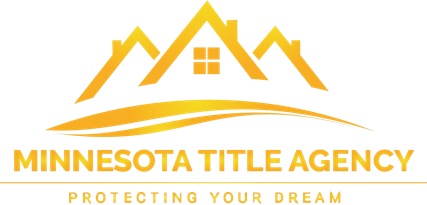 MINNESOTA TITLE AGENCY
PROTECTING YOUR DREAM